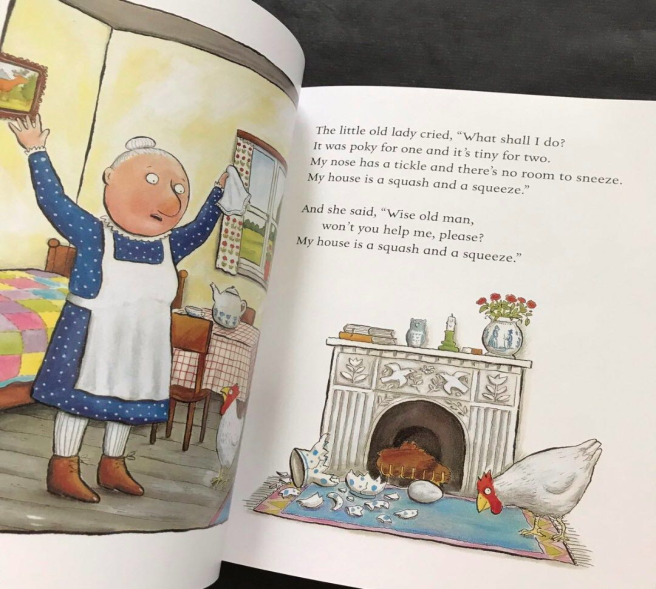 The little old lady cried, “What shall I do?
It was poky for one and it’s tiny for two.
My nose has a tickle and there’s no room to sneeze.
My house is a squash and a squeeze.”
And she said, “Wise old man,
won’t you help me, please?
My house is a squash and a squeeze.”